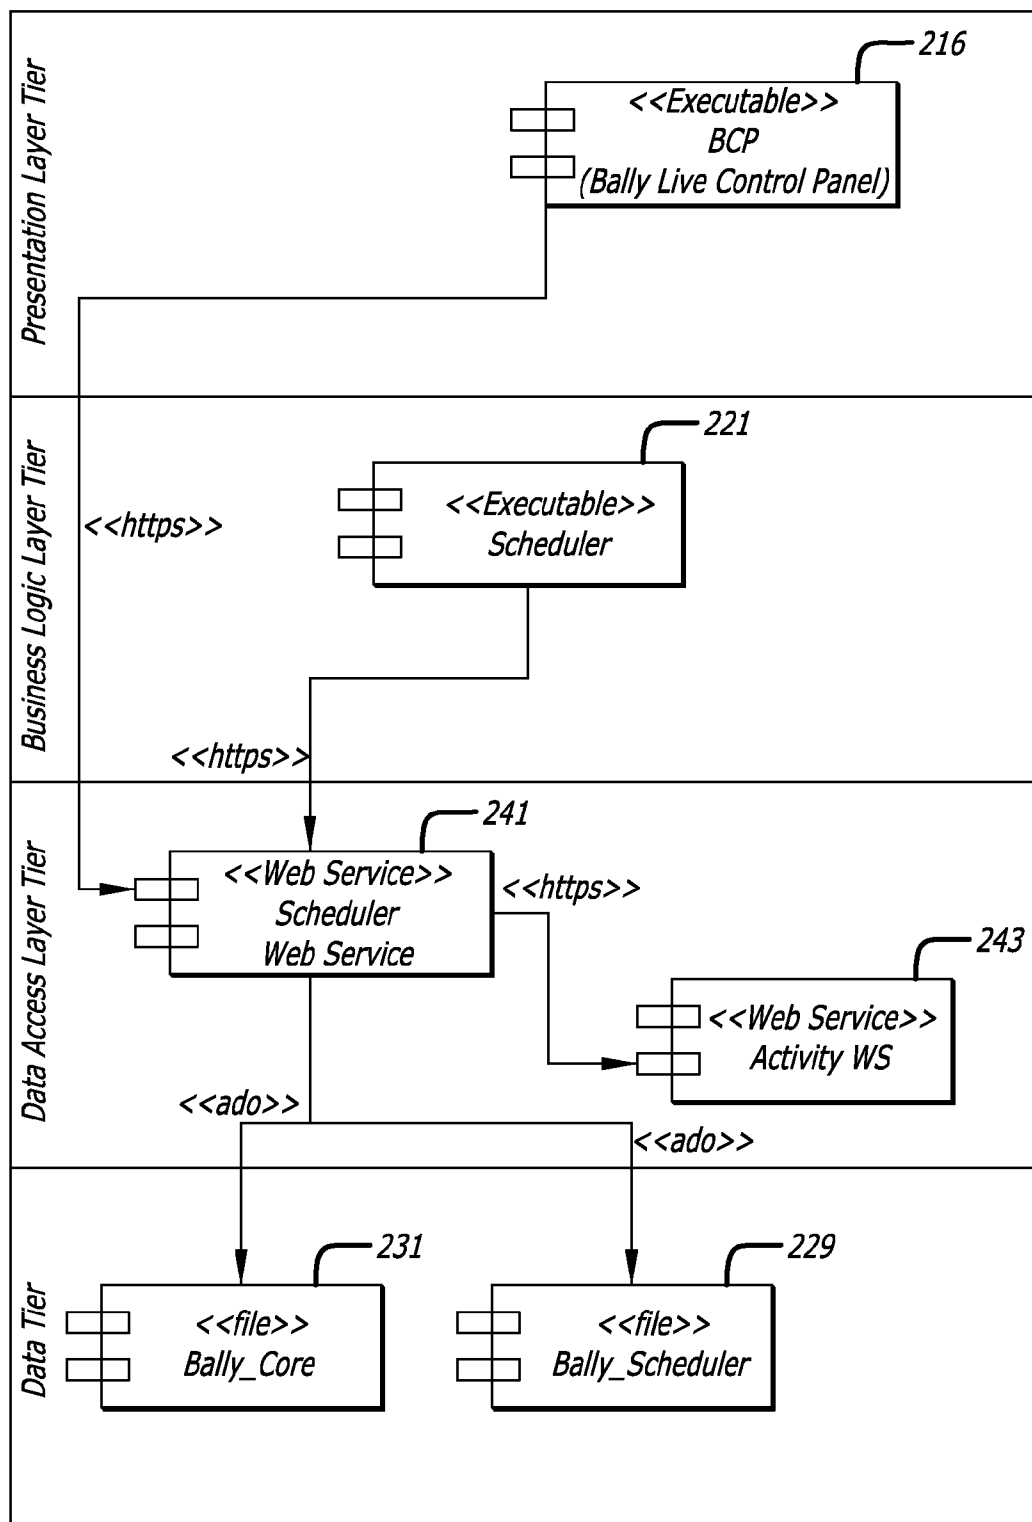 Presentation Layer Tier
216
<<Executable>>
BCP
(Bally Live Control Panel)
Business Logic Layer Tier
221
<<Executable>>
Scheduler
<<https>>
<<https>>
Data Access Layer Tier
241
<<Web Service>>
Scheduler
Web Service
<<https>>
243
<<Web Service>>
Activity WS
<<ado>>
<<ado>>
Data Tier
231
<<file>>
Bally_Core
229
<<file>>
Bally_Scheduler